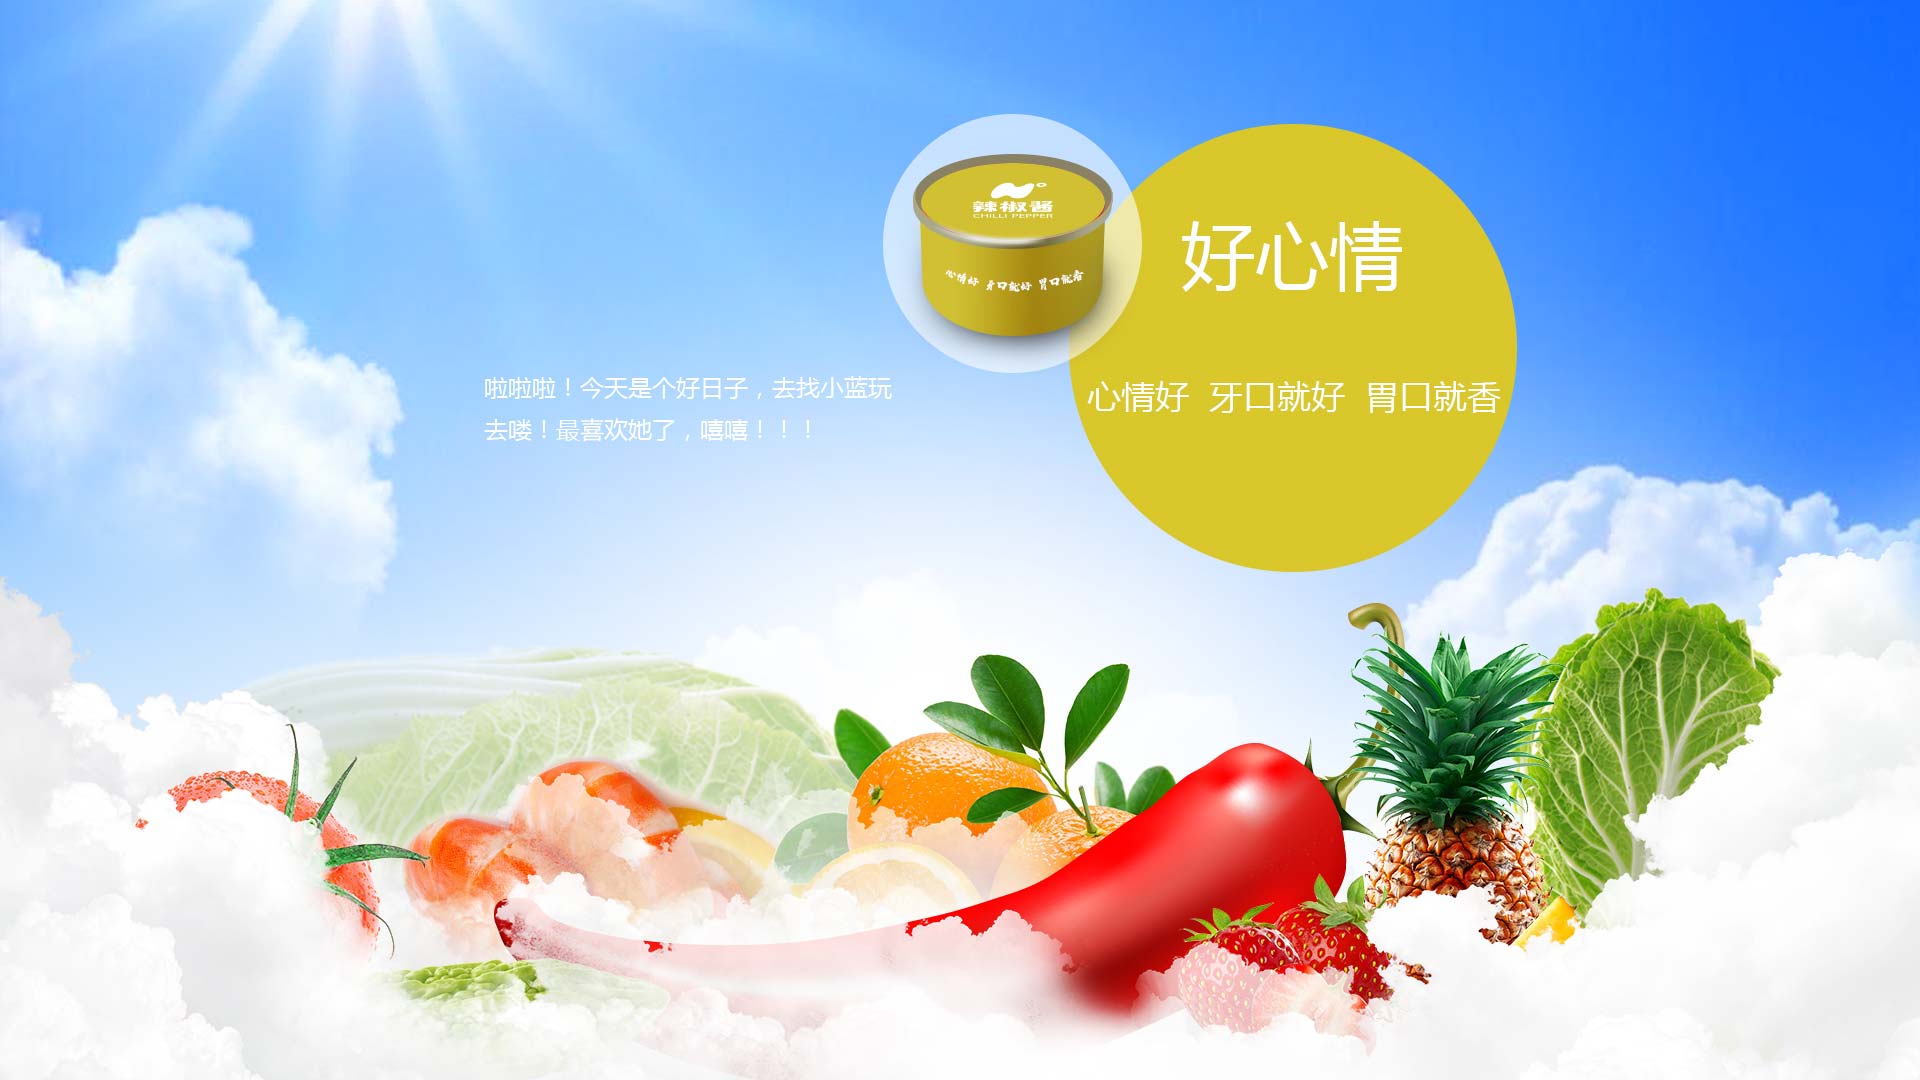 辣椒酱
CHILLI PEPPER
心情好 牙口就好 胃口就香
好心情
心情好 牙口就好 胃口就香
啦啦啦！今天是个好日子，去找小蓝玩
去喽！最喜欢她了，嘻嘻！！！